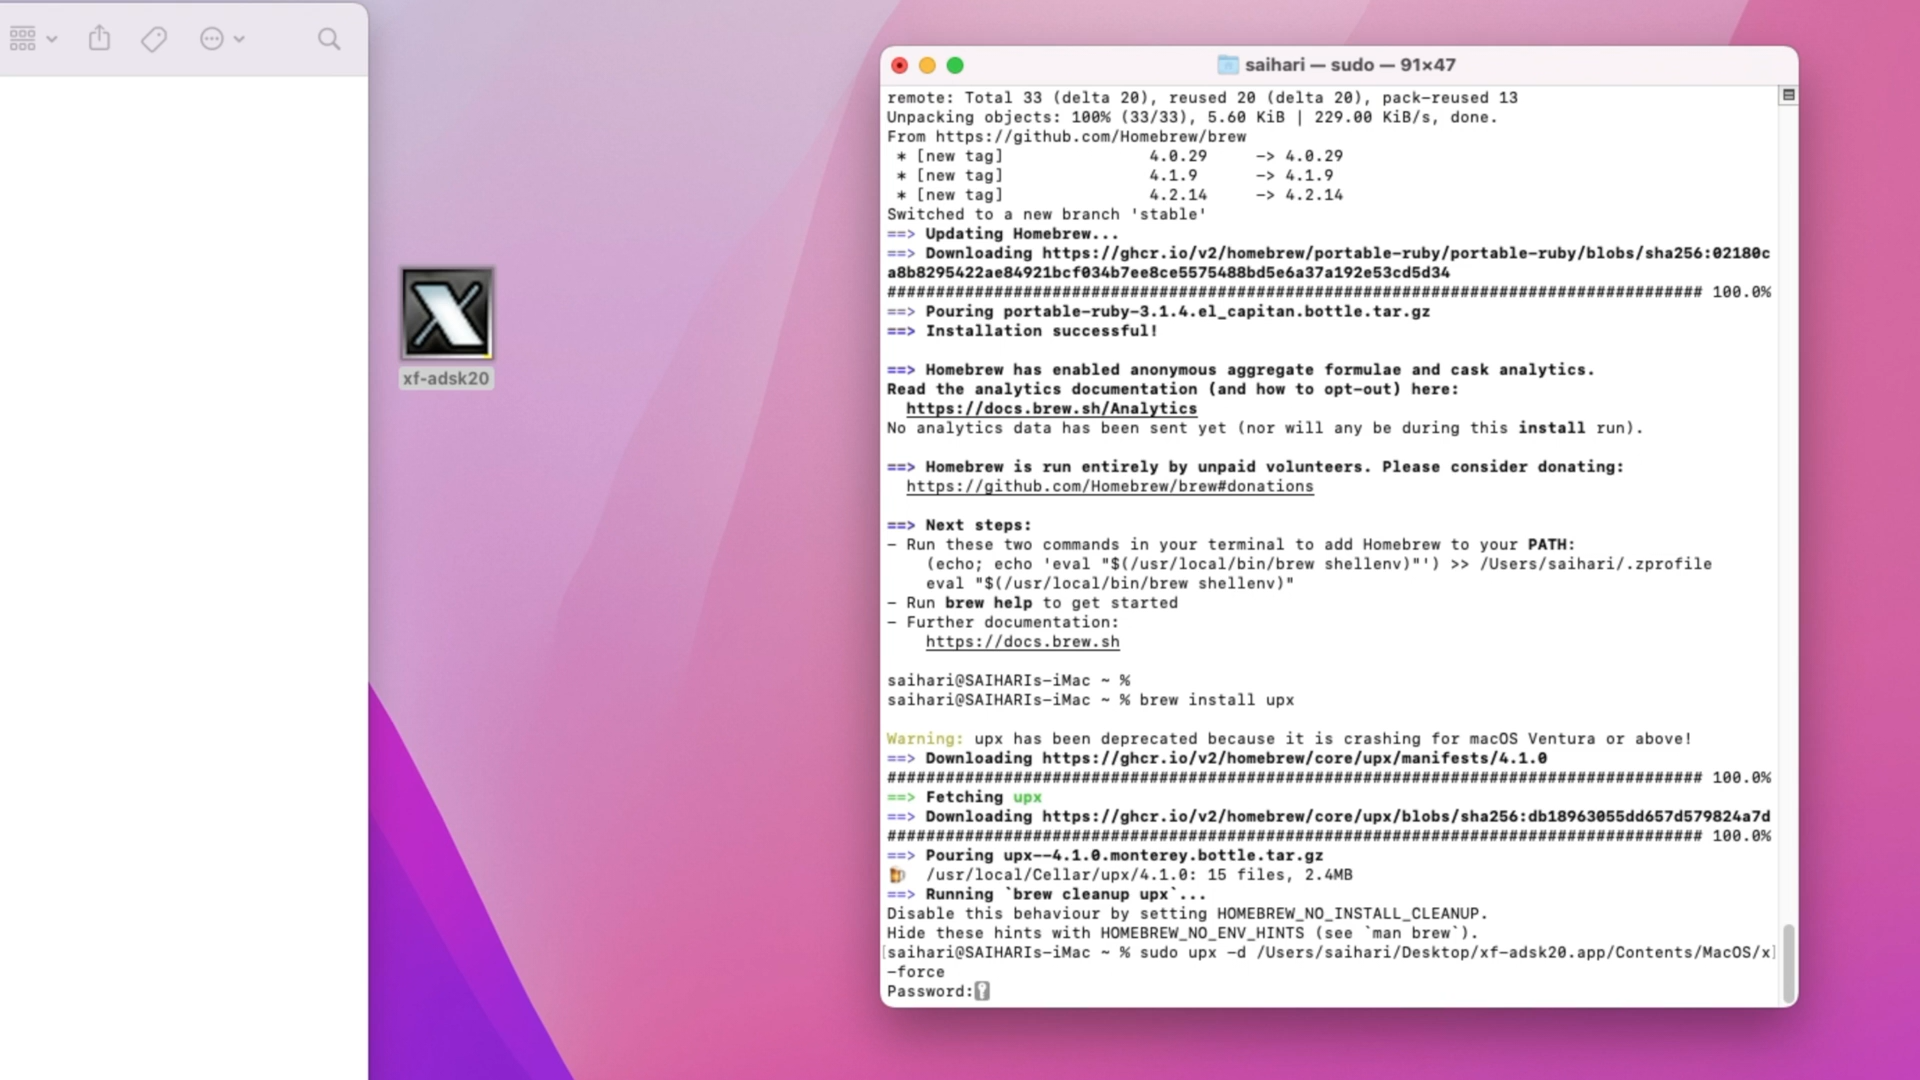 xf-adsk20
saihari — sudo — 91×47
remote: Total 33 (delta 20), reused 20 (delta 20), pack-reused 13
Unpacking objects: 100% (33/33), 5.60 KiB | 229.00 KiB/s, done.
From https://github.com/Homebrew/brew
 * [new tag]               4.0.29     -> 4.0.29
 * [new tag]               4.1.9      -> 4.1.9
 * [new tag]               4.2.14     -> 4.2.14
Switched to a new branch 'stable'
==> Updating Homebrew...
==> Downloading https://ghcr.io/v2/homebrew/portable-ruby/portable-ruby/blobs/sha256:02180c
a8b8295422ae84921bcf034b7ee8ce5575488bd5e6a37a192e53cd5d34
#################################################################################### 100.0%
==> Pouring portable-ruby-3.1.4.el_capitan.bottle.tar.gz
==> Installation successful!
==> Homebrew has enabled anonymous aggregate formulae and cask analytics.
Read the analytics documentation (and how to opt-out) here:
  https://docs.brew.sh/Analytics
No analytics data has been sent yet (nor will any be during this install run).
==> Homebrew is run entirely by unpaid volunteers. Please consider donating:
  https://github.com/Homebrew/brew#donations
==> Next steps:
- Run these two commands in your terminal to add Homebrew to your PATH:
    (echo; echo 'eval "$(/usr/local/bin/brew shellenv)"') >> /Users/saihari/.zprofile
    eval "$(/usr/local/bin/brew shellenv)"
- Run brew help to get started
- Further documentation:
    https://docs.brew.sh
saihari@SAIHARIs-iMac ~ %
saihari@SAIHARIs-iMac ~ % brew install upx
Warning: upx has been deprecated because it is crashing for macOS Ventura or above!
==> Downloading https://ghcr.io/v2/homebrew/core/upx/manifests/4.1.0
#################################################################################### 100.0%
==> Fetching upx
==> Downloading https://ghcr.io/v2/homebrew/core/upx/blobs/sha256:db18963055dd657d579824a7d
#################################################################################### 100.0%
==> Pouring upx--4.1.0.monterey.bottle.tar.gz
🍺  /usr/local/Cellar/upx/4.1.0: 15 files, 2.4MB
==> Running `brew cleanup upx`...
Disable this behaviour by setting HOMEBREW_NO_INSTALL_CLEANUP.
Hide these hints with HOMEBREW_NO_ENV_HINTS (see `man brew`).
[saihari@SAIHARIs-iMac ~ % sudo upx -d /Users/saihari/Desktop/xf-adsk20.app/Contents/MacOS/x]
-force
Password: